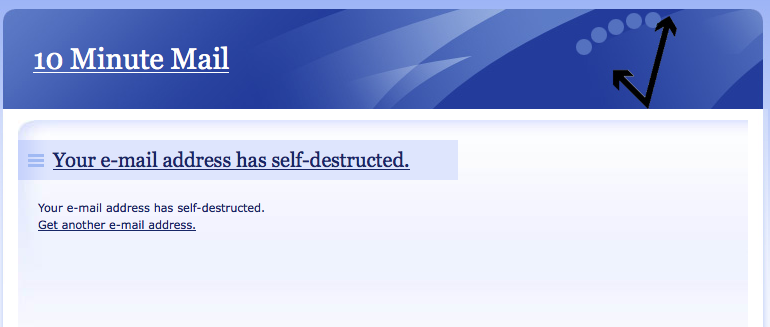 10 Minute Mail
Your e-mail address has self-destructed.
Your e-mail address has self-destructed.
Get another e-mail address.